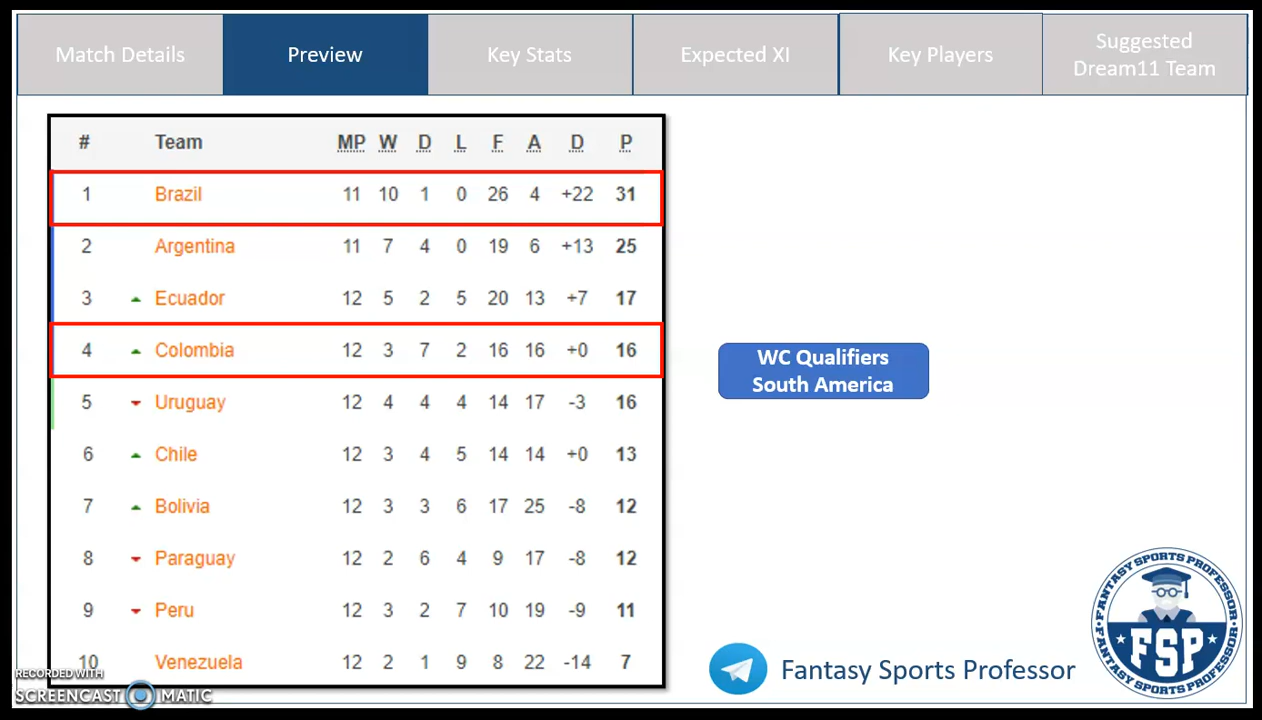 Match Details
Preview
Key Stats
Expected XI
Key Players
Suggested
Dream11 Team
# Team MP W D L F A D P
1 Brazil 11 10 1 0 26 4 +22 31
2 Argentina 11 7 4 0 19 6 +13 25
3 Ecuador 12 5 2 5 20 13 +7 17
4 Colombia 12 3 7 2 16 16 +0 16
5 Uruguay 12 4 4 4 14 17 -3 16
6 Chile 12 3 4 5 14 14 +0 13
7 Bolivia 12 3 3 6 17 25 -8 12
8 Paraguay 12 2 6 4 9 17 -8 12
9 Peru 12 3 2 7 10 19 -9 11
10 Venezuela 12 2 1 9 8 22 -14 7
WC Qualifiers
South America
Fantasy Sports Professor
FANTASY SPORTS PROFESSOR
FSP
FANTASY SPORTS PROFESSOR
RECORDED WITH
SCREENCAST MATIC